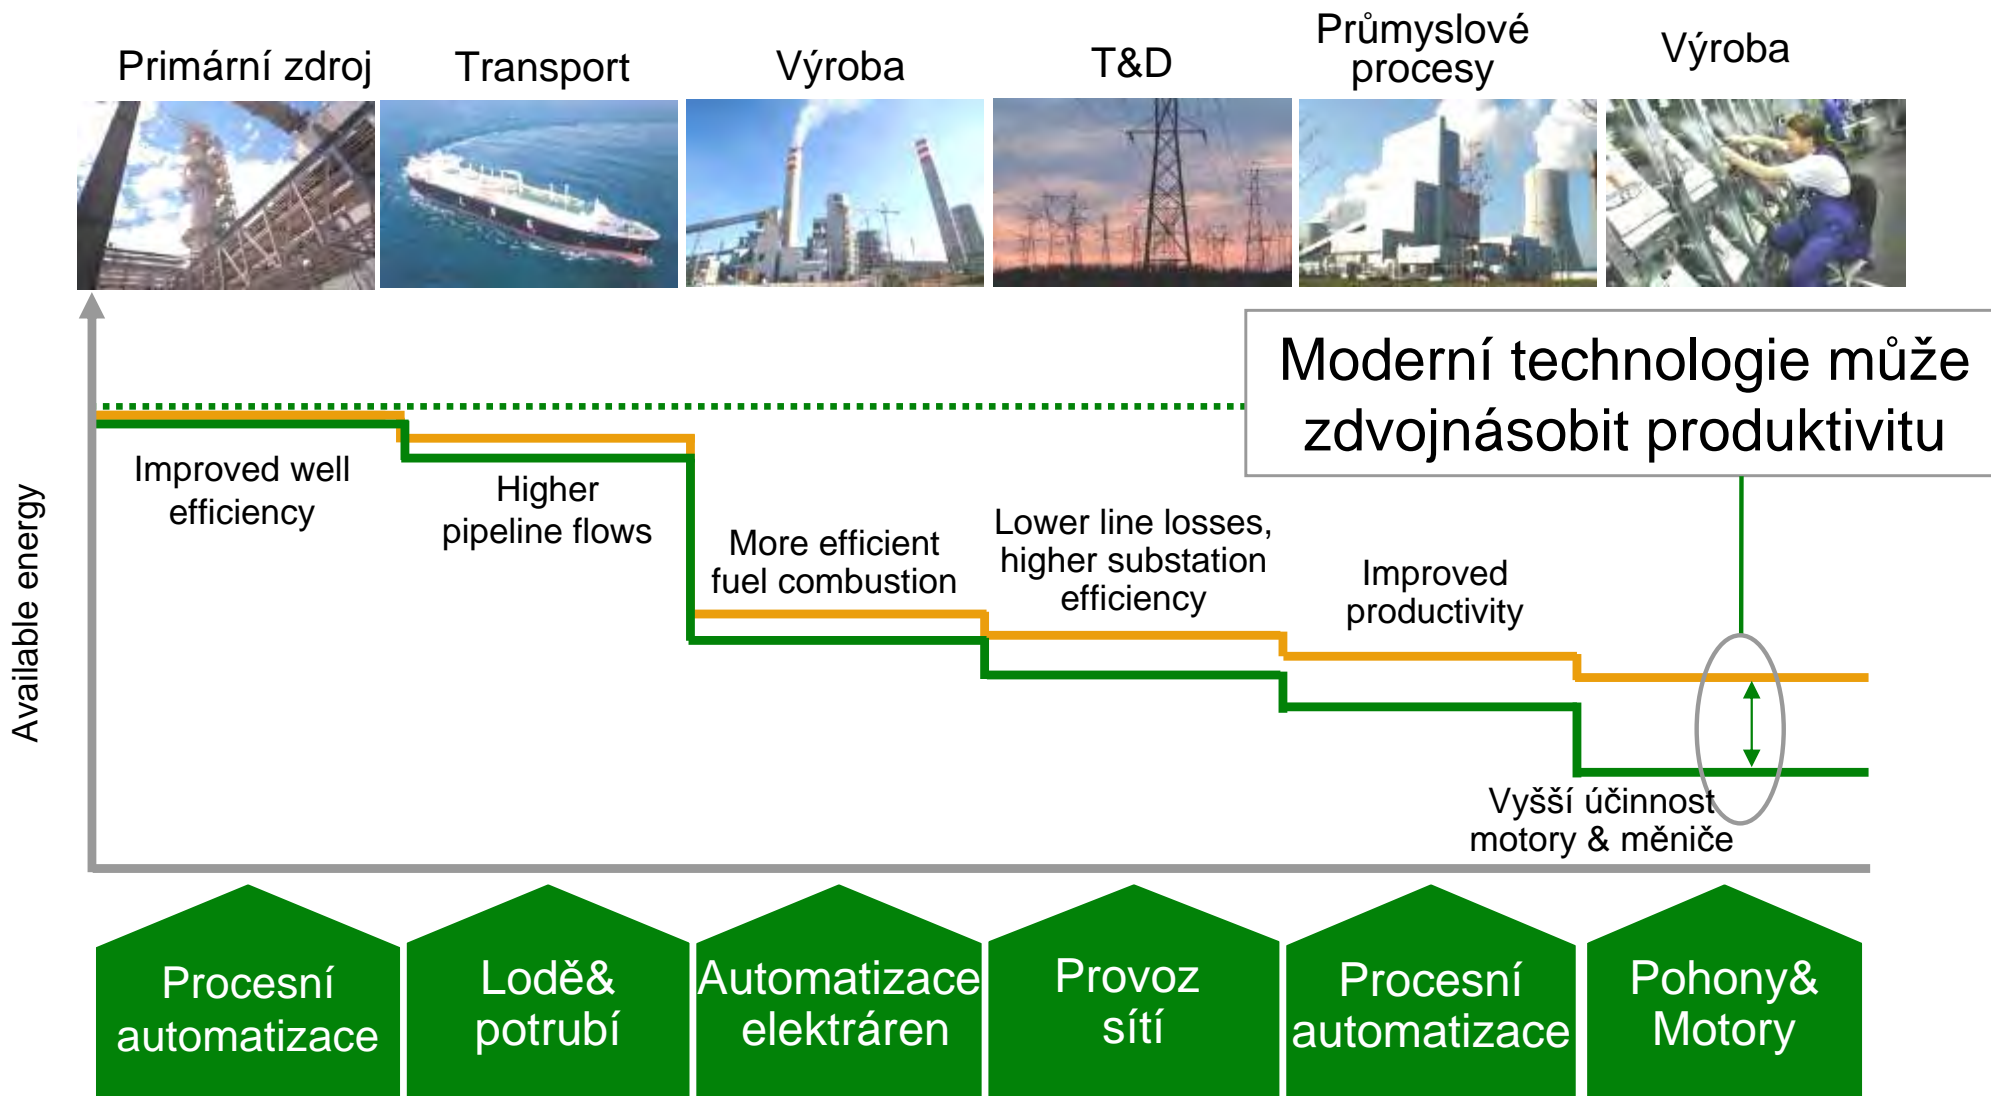 Primární zdroj
Transport
Výroba
T&D
Průmyslové
procesy
Výroba
Moderní technologie může
zdvojnásobit produktivitu
Available energy
Improved well
efficiency
Higher
pipeline flows
More efficient
fuel combustion
Lower line losses,
higher substation
efficiency
Improved
productivity
Vyšší účinnost
motory & měniče
Procesní
automatizace
Lodě&
potrubí
Automatizace
elektráren
Provoz
sítí
Procesní
automatizace
Pohony&
Motory